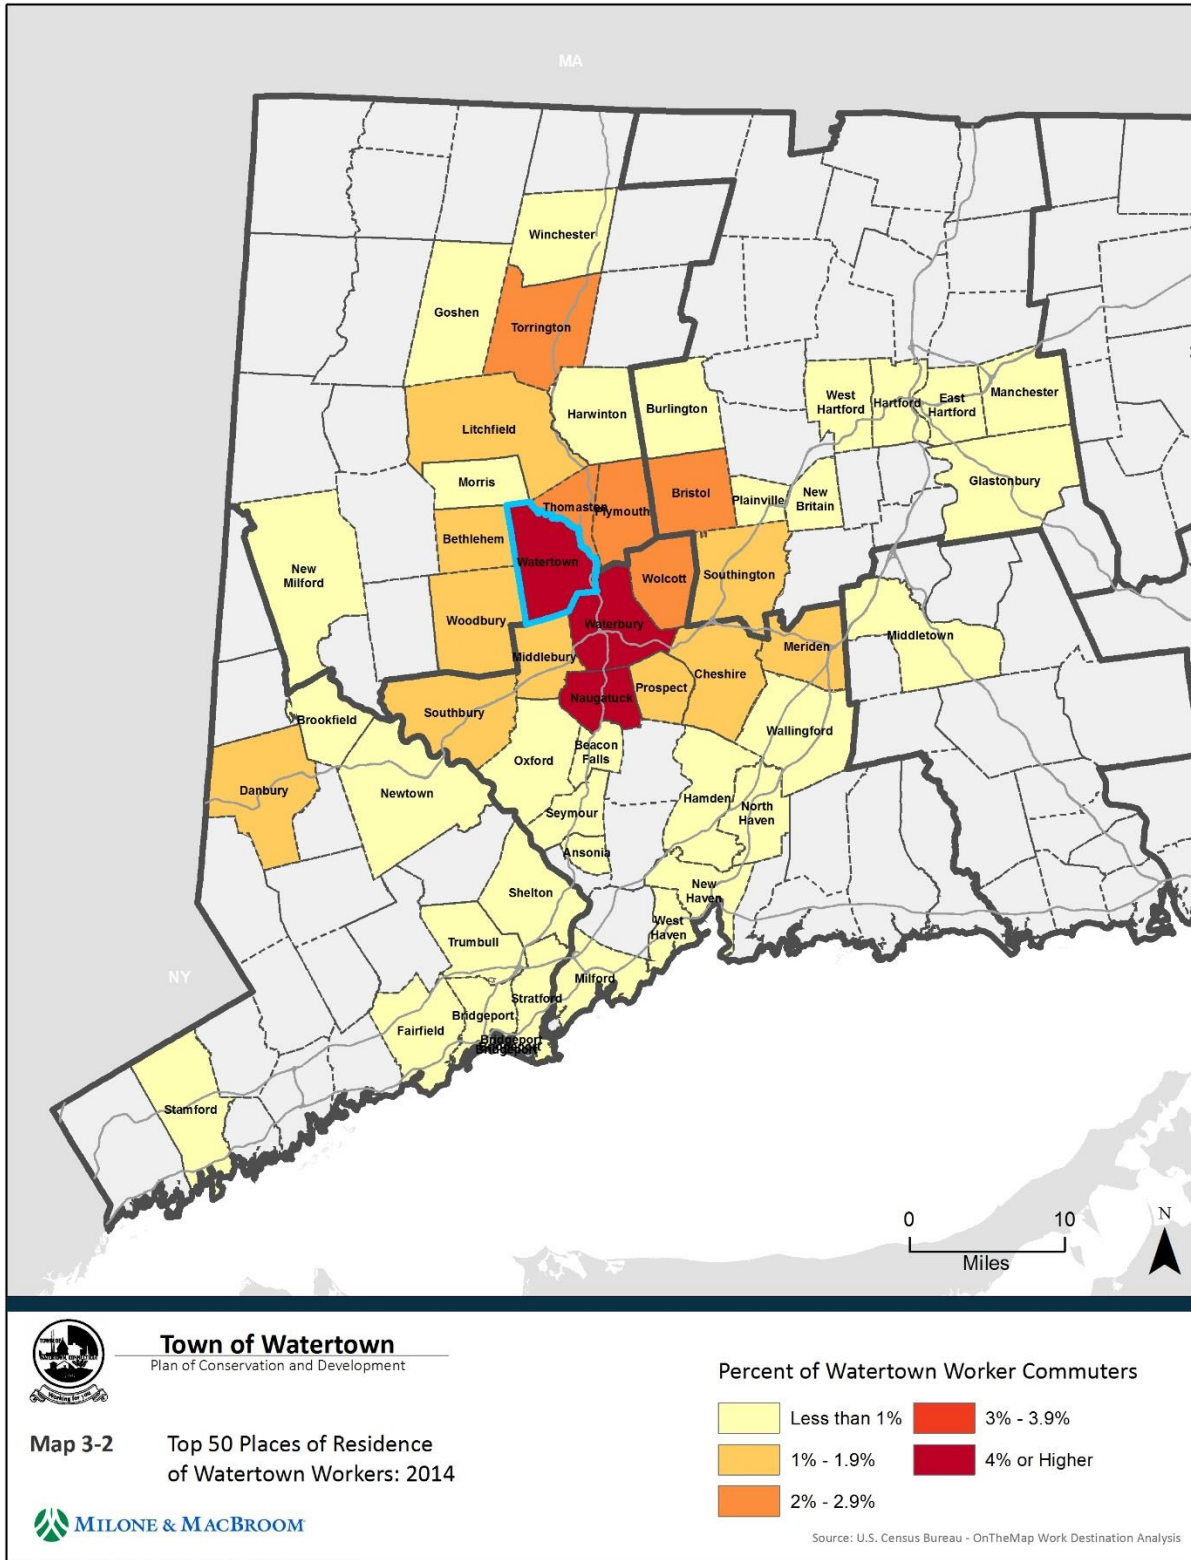 MA
Winchester
Goshen
Torrington
Harwinton
Burlington
West
Hartford
Hartford
East
Hartford
Manchester
Litchfield
Glastonbury
Morris
Thomaston
Plymouth
Bristol
Plainville
New
Britain
Bethlehem
Watertown
New
Milford
Wolcott
Southington
Woodbury
Waterbury
Middletown
Middlebury
Meriden
Cheshire
Prospect
Naugatuck
Southbury
Brookfield
Wallingford
Beacon
Falls
Oxford
Danbury
Newtown
Hamden
North
Haven
Seymour
Ansonia
Shelton
New
Haven
West
Haven
Trumbull
NY
Milford
Stratford
Bridgeport
Fairfield
Bridgeport
Bridgeport
Stamford
0 10
Miles
N
Town of Watertown
Plan of Conservation and Development
Map 3-2
Top 50 Places of Residence
of Watertown Workers: 2014
MILONE & MACBROOM
Percent of Watertown Worker Commuters
Less than 1%
1% - 1.9%
2% - 2.9%
3% - 3.9%
4% or Higher
Source: U.S. Census Bureau - OnTheMap Work Destination Analysis